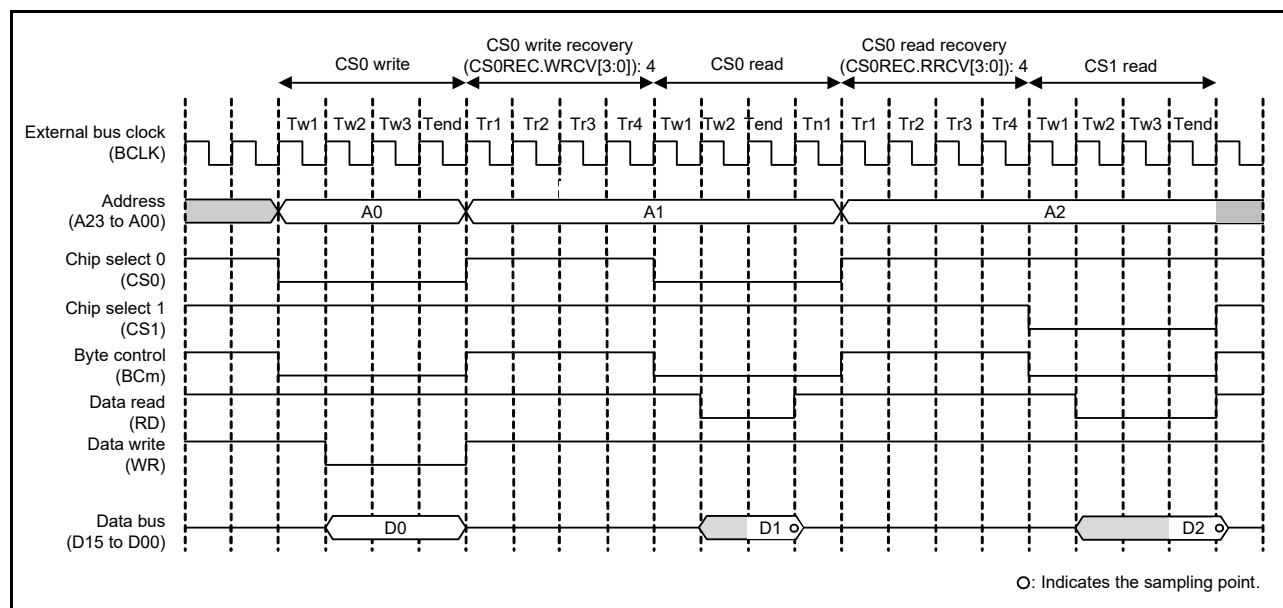 CS0 write
CS0 write recovery
(CS0REC.WRCV[3:0]): 4
CS0 read
CS0 read recovery
(CS0REC.RRCV[3:0]): 4
CS1 read
External bus clock
(BCLK)
Tw1 Tw2 Tw3 Tend Tr1 Tr2 Tr3 Tr4 Tw1 Tw2 Tend Tn1 Tr1 Tr2 Tr3 Tr4 Tw1 Tw2 Tw3 Tend
Address
(A23 to A00)
A0 A1 A2
Chip select 0
(CS0)
Chip select 1
(CS1)
Byte control
(BCm)
Data read
(RD)
Data write
(WR)
Data bus
(D15 to D00)
D0 D1 D2
O: Indicates the sampling point.